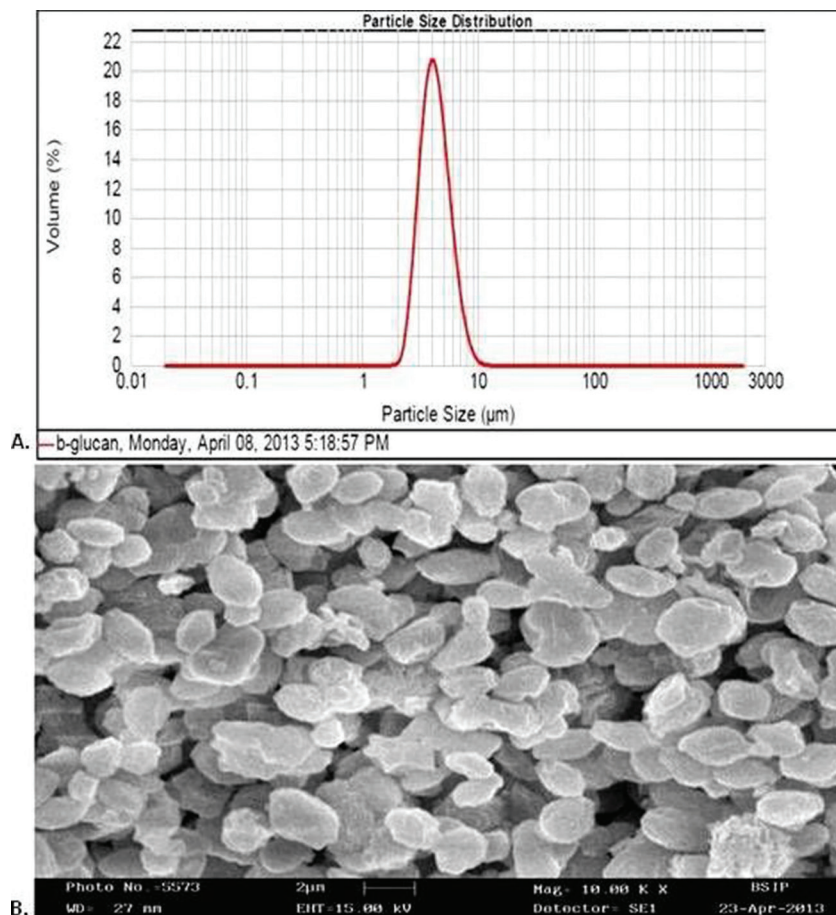 Particle Size Distribution
22
20
18
16
14
12
10
8
6
4
2
0
Volume (%)
0.01 0.1 1 10 100 1000 3000
Particle Size (µm)
A. b-glucan, Monday, April 08, 2013 5:18:57 PM
Photo No.=5573 2µm Mag= 10.00 K X BSIP
B. WD= 27 mm EHT=15.00 kV Detector= SE1 23-Apr-2013